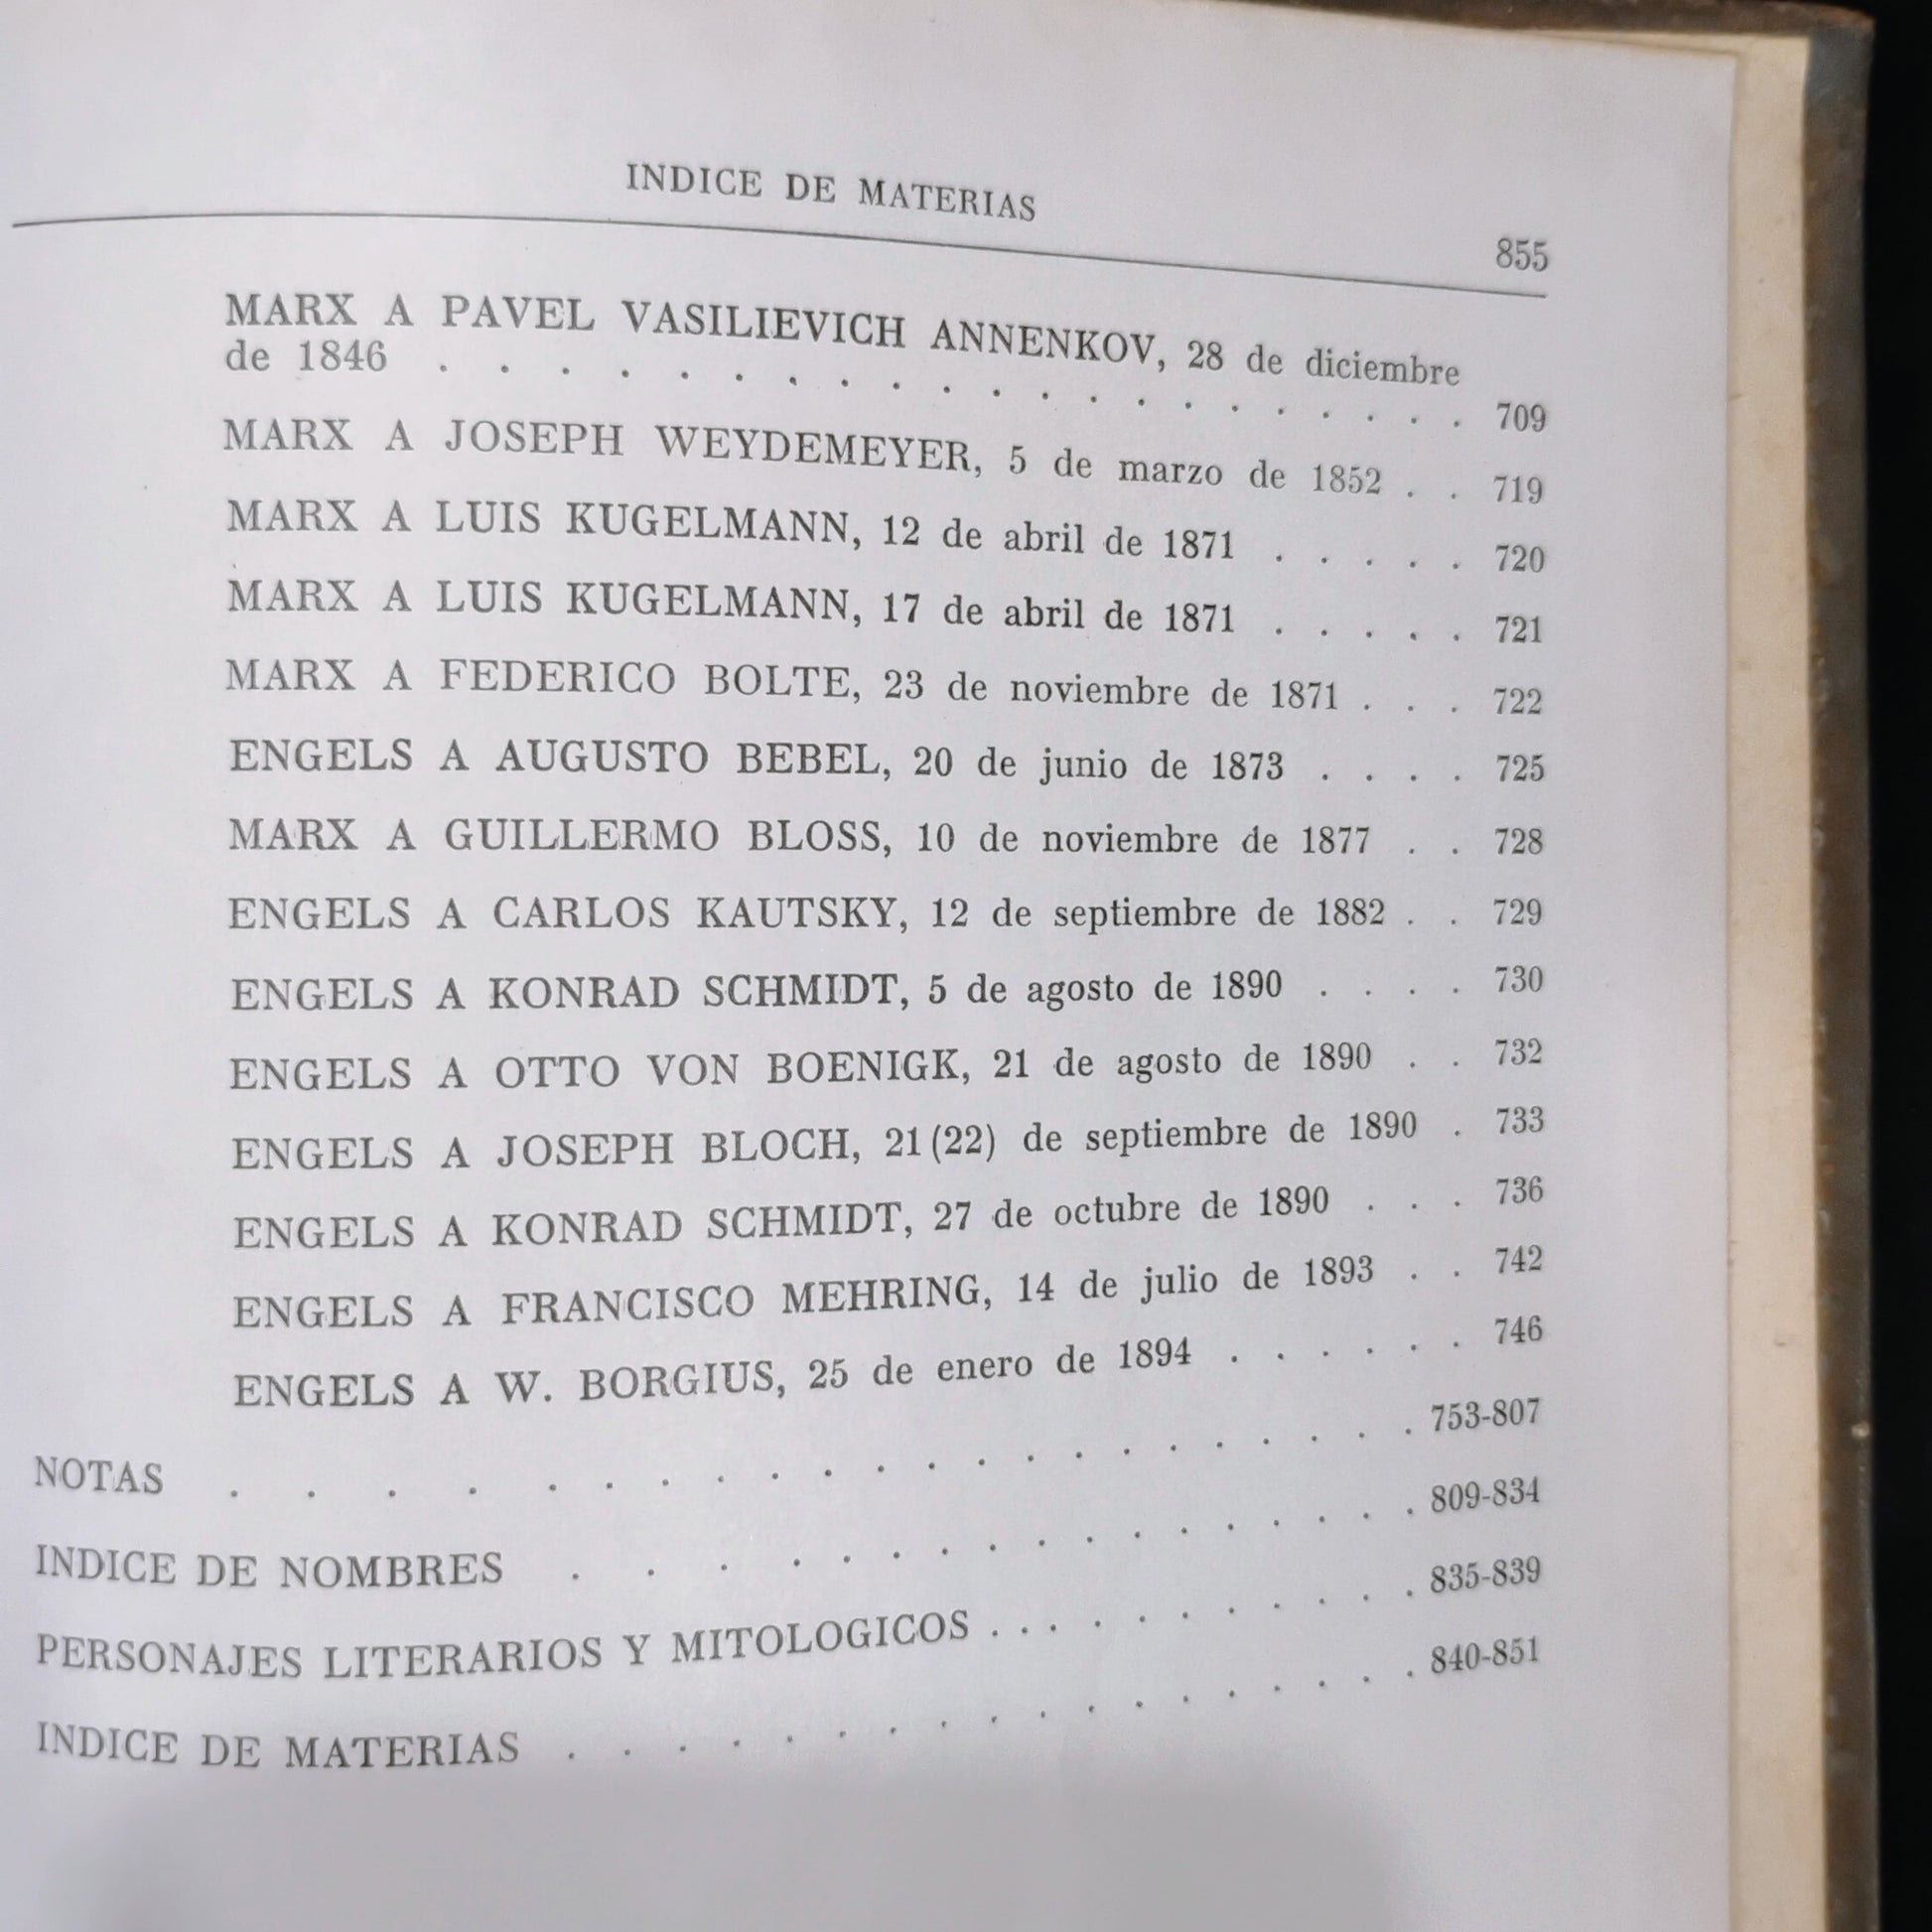 INDICE DE MATERIAS
855
MARX A PAVEL VASILIEVICH ANNENKOV, 28 de diciembre
de 1846 . . . . . . . . . . . . . . . . . . . . 709
MARX A JOSEPH WEYDEMEYER, 5 de marzo de 1852 . . 719
MARX A LUIS KUGELMANN, 12 de abril de 1871 . . . . . 720
MARX A LUIS KUGELMANN, 17 de abril de 1871 . . . . . 721
MARX A FEDERICO BOLTE, 23 de noviembre de 1871 . . . 722
ENGELS A AUGUSTO BEBEL, 20 de junio de 1873 . . . . 725
MARX A GUILLERMO BLOSS, 10 de noviembre de 1877 . . 728
ENGELS A CARLOS KAUTSKY, 12 de septiembre de 1882 . . 729
ENGELS A KONRAD SCHMIDT, 5 de agosto de 1890 . . . . 730
ENGELS A OTTO VON BOENIGK, 21 de agosto de 1890 . . 732
ENGELS A JOSEPH BLOCH, 21 (22) de septiembre de 1890 . 733
ENGELS A KONRAD SCHMIDT, 27 de octubre de 1890 . . . 736
ENGELS A FRANCISCO MEHRING, 14 de julio de 1893 . . 742
ENGELS A W. BORGIUS, 25 de enero de 1894 . . . . . . 746
NOTAS . . . . . . . . . . . . . . . . . . . . . . 753-807
INDICE DE NOMBRES . . . . . . . . . . . . . . . . 809-834
PERSONAJES LITERARIOS Y MITOLOGICOS . . . . . . . . . . . 835-839
INDICE DE MATERIAS . . . . . . . . . . . . . . . . 840-851